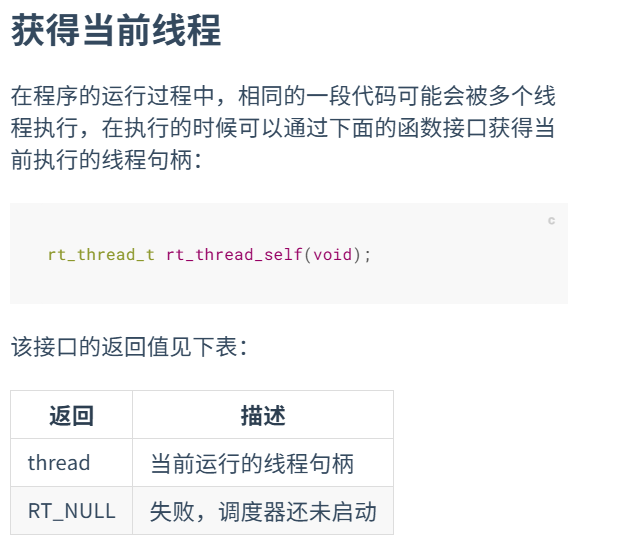 获得当前线程
在程序的运行过程中，相同的一段代码可能会被多个线
程执行，在执行的时候可以通过下面的函数接口获得当
前执行的线程句柄：
c
rt_thread_t rt_thread_self(void);
该接口的返回值见下表：
返回 描述
thread 当前运行的线程句柄
RT_NULL 失败，调度器还未启动